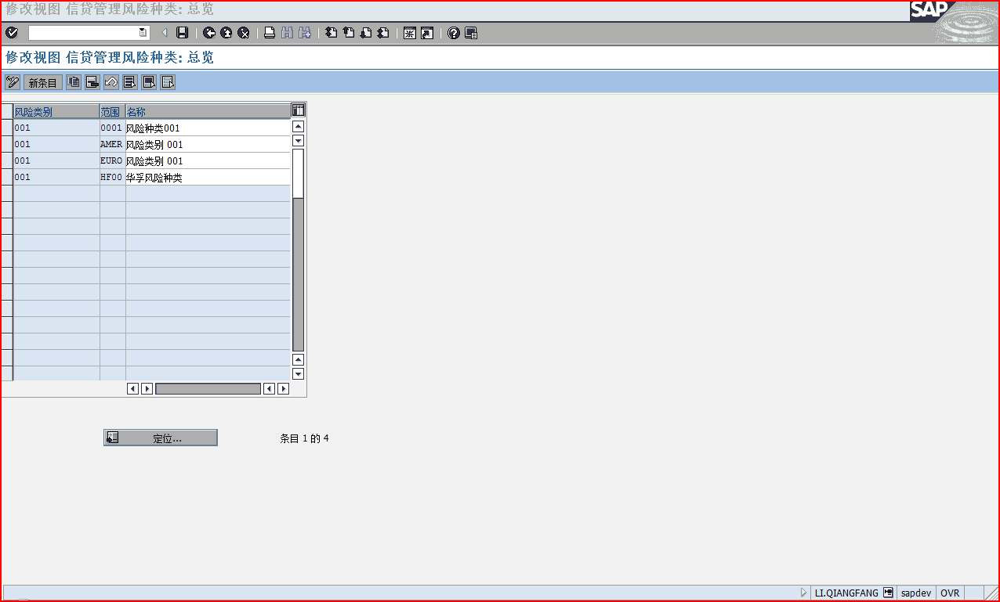 修改视图 信贷管理风险种类: 总览
SAP
修改视图 信贷管理风险种类: 总览
新条目
风险类别 范围 名称
001 0001 风险种类001
001 AMER 风险类别 001
001 EURO 风险类别 001
001 HF00 华孚风险种类
定位... 条目 1 的 4
LI.QIANGFANG sapdev OVR